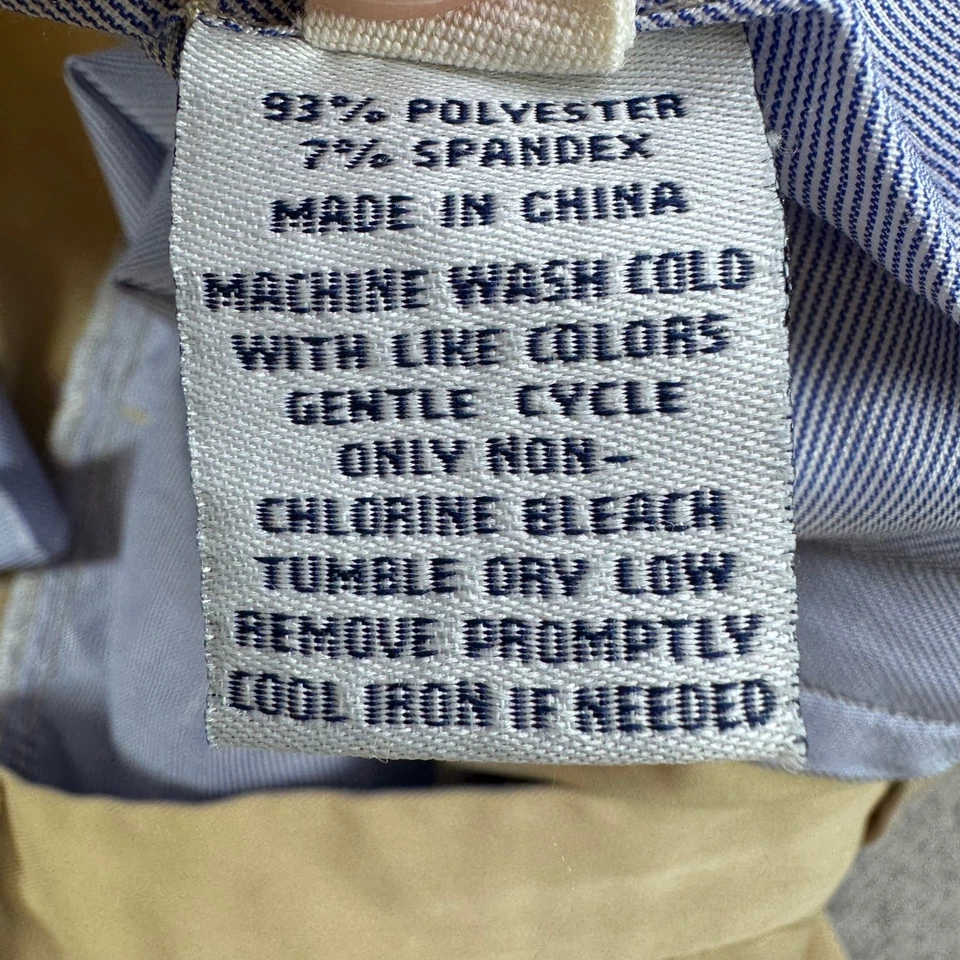 93% POLYESTER
7% SPANDEX
MADE IN CHINA
MACHINE WASH COLD
WITH LIKE COLORS
GENTLE CYCLE
ONLY NON-
CHLORINE BLEACH
TUMBLE DRY LOW
REMOVE PROMPTLY
COOL IRON IF NEEDED